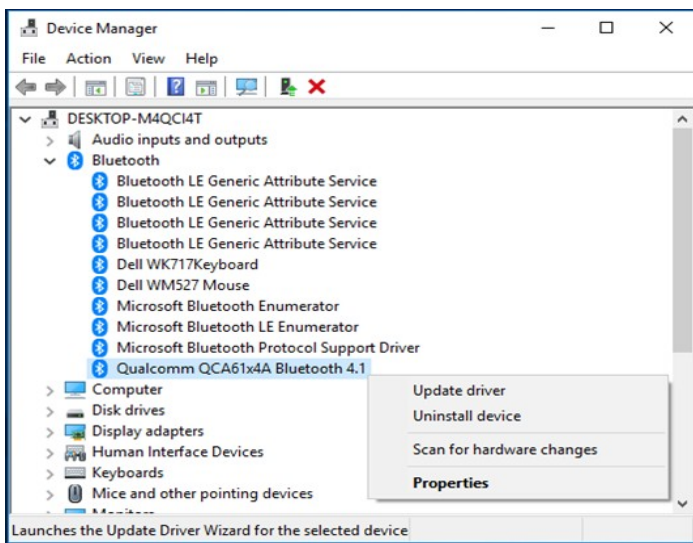 Device Manager
File Action View Help
DESKTOP-M4QCI4T
Audio inputs and outputs
Bluetooth
Bluetooth LE Generic Attribute Service
Bluetooth LE Generic Attribute Service
Bluetooth LE Generic Attribute Service
Bluetooth LE Generic Attribute Service
Dell WK717Keyboard
Dell WM527 Mouse
Microsoft Bluetooth Enumerator
Microsoft Bluetooth LE Enumerator
Microsoft Bluetooth Protocol Support Driver
Qualcomm QCA61x4A Bluetooth 4.1
Computer
Disk drives
Display adapters
Human Interface Devices
Keyboards
Mice and other pointing devices
Update driver
Uninstall device
Scan for hardware changes
Properties
Launches the Update Driver Wizard for the selected device